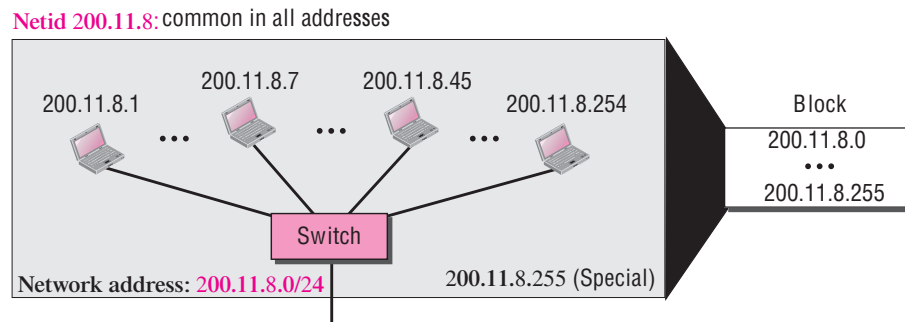 Netid 200.11.8: common in all addresses
200.11.8.1
200.11.8.7
200.11.8.45
200.11.8.254
•••
•••
•••
Switch
Network address: 200.11.8.0/24
200.11.8.255 (Special)
Block
200.11.8.0
•••
200.11.8.255